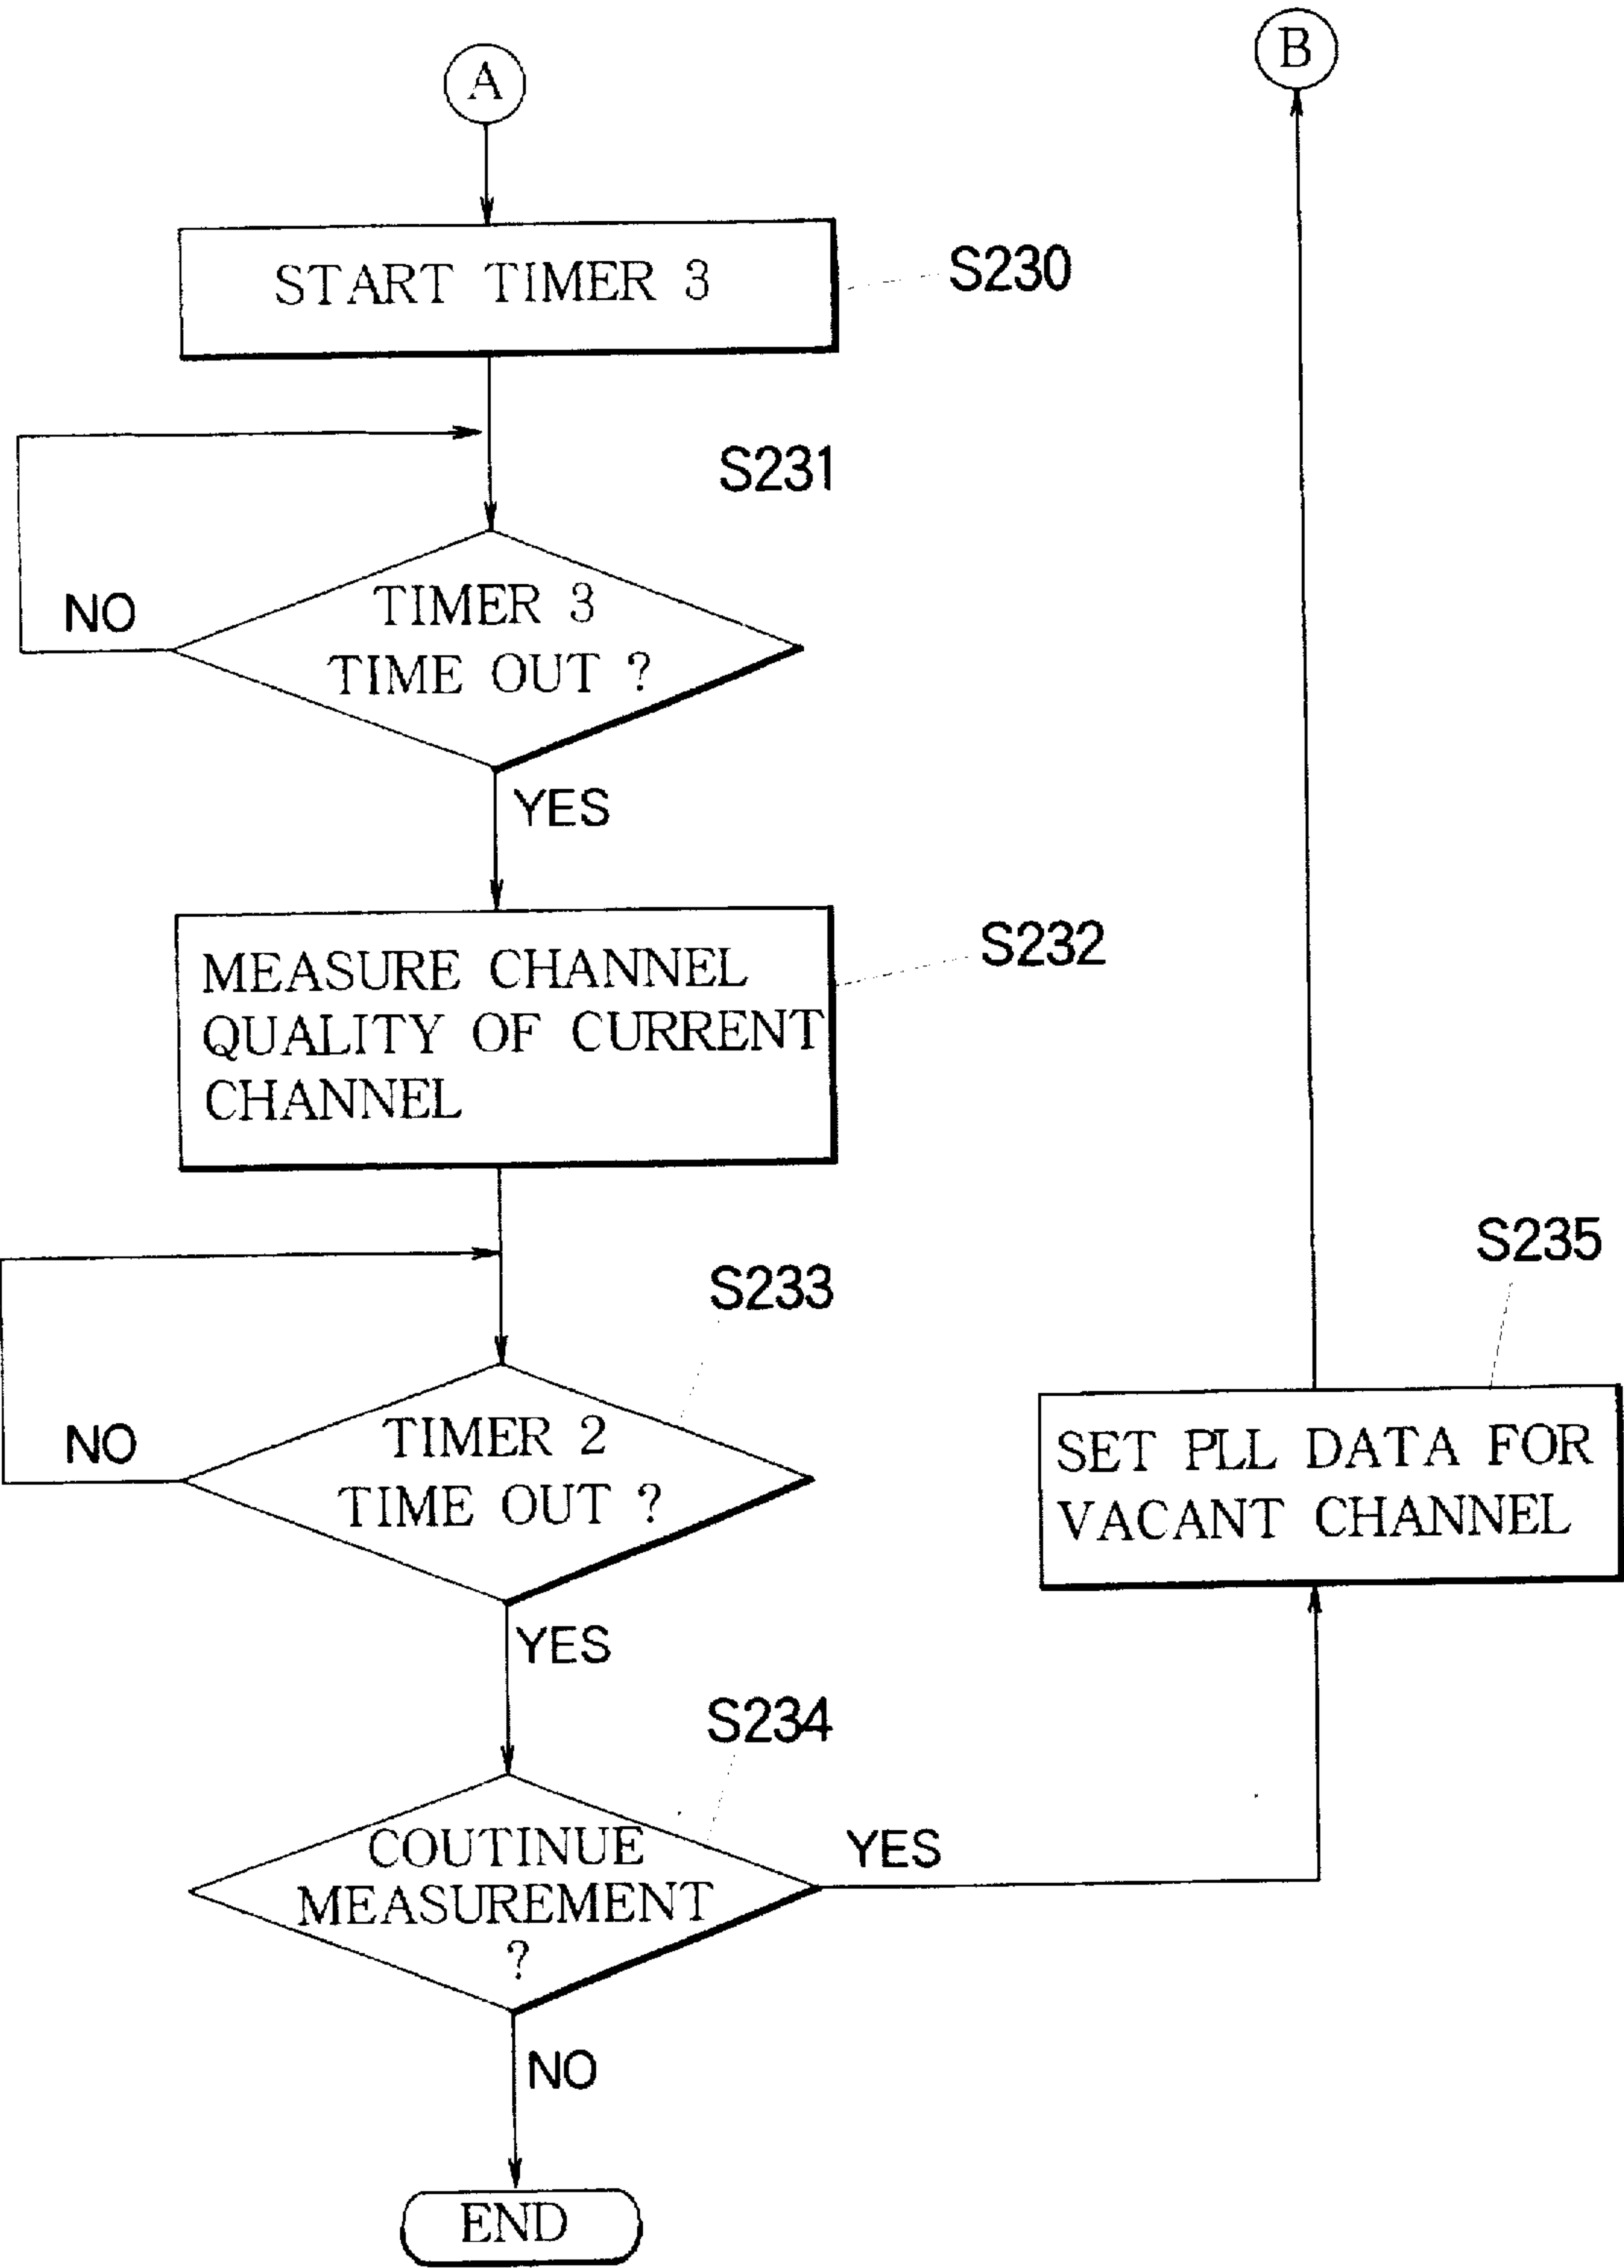 A
B
START TIMER 3
S230
S231
TIMER 3
TIME OUT ?
NO
YES
MEASURE CHANNEL
QUALITY OF CURRENT
CHANNEL
S232
S233
TIMER 2
TIME OUT ?
NO
YES
S234
COUTINUE
MEASUREMENT
?
YES
NO
END
S235
SET PLL DATA FOR
VACANT CHANNEL